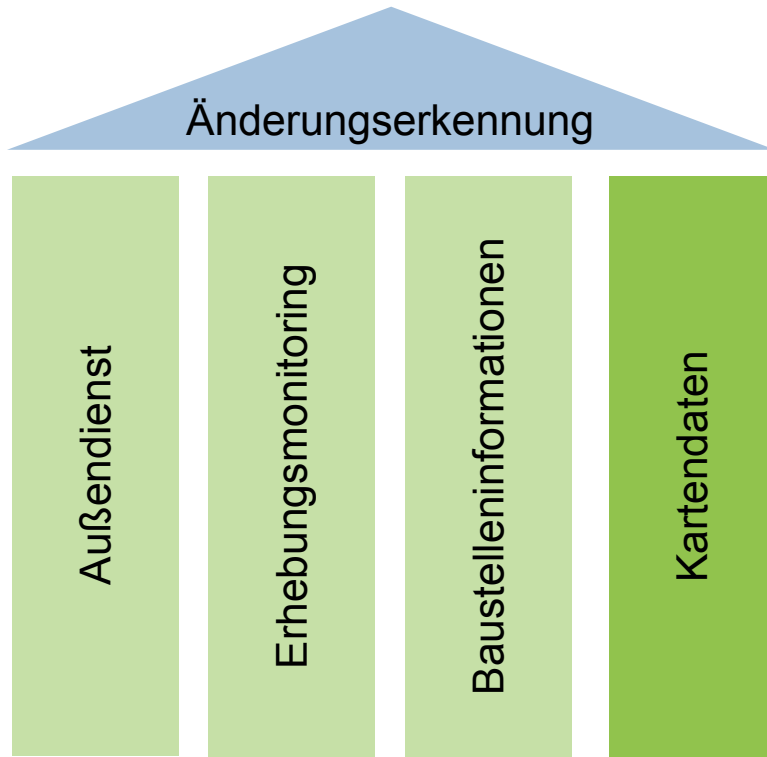 Änderungserkennung
Außendienst
Erhebungsmonitoring
Baustelleninformationen
Kartendaten